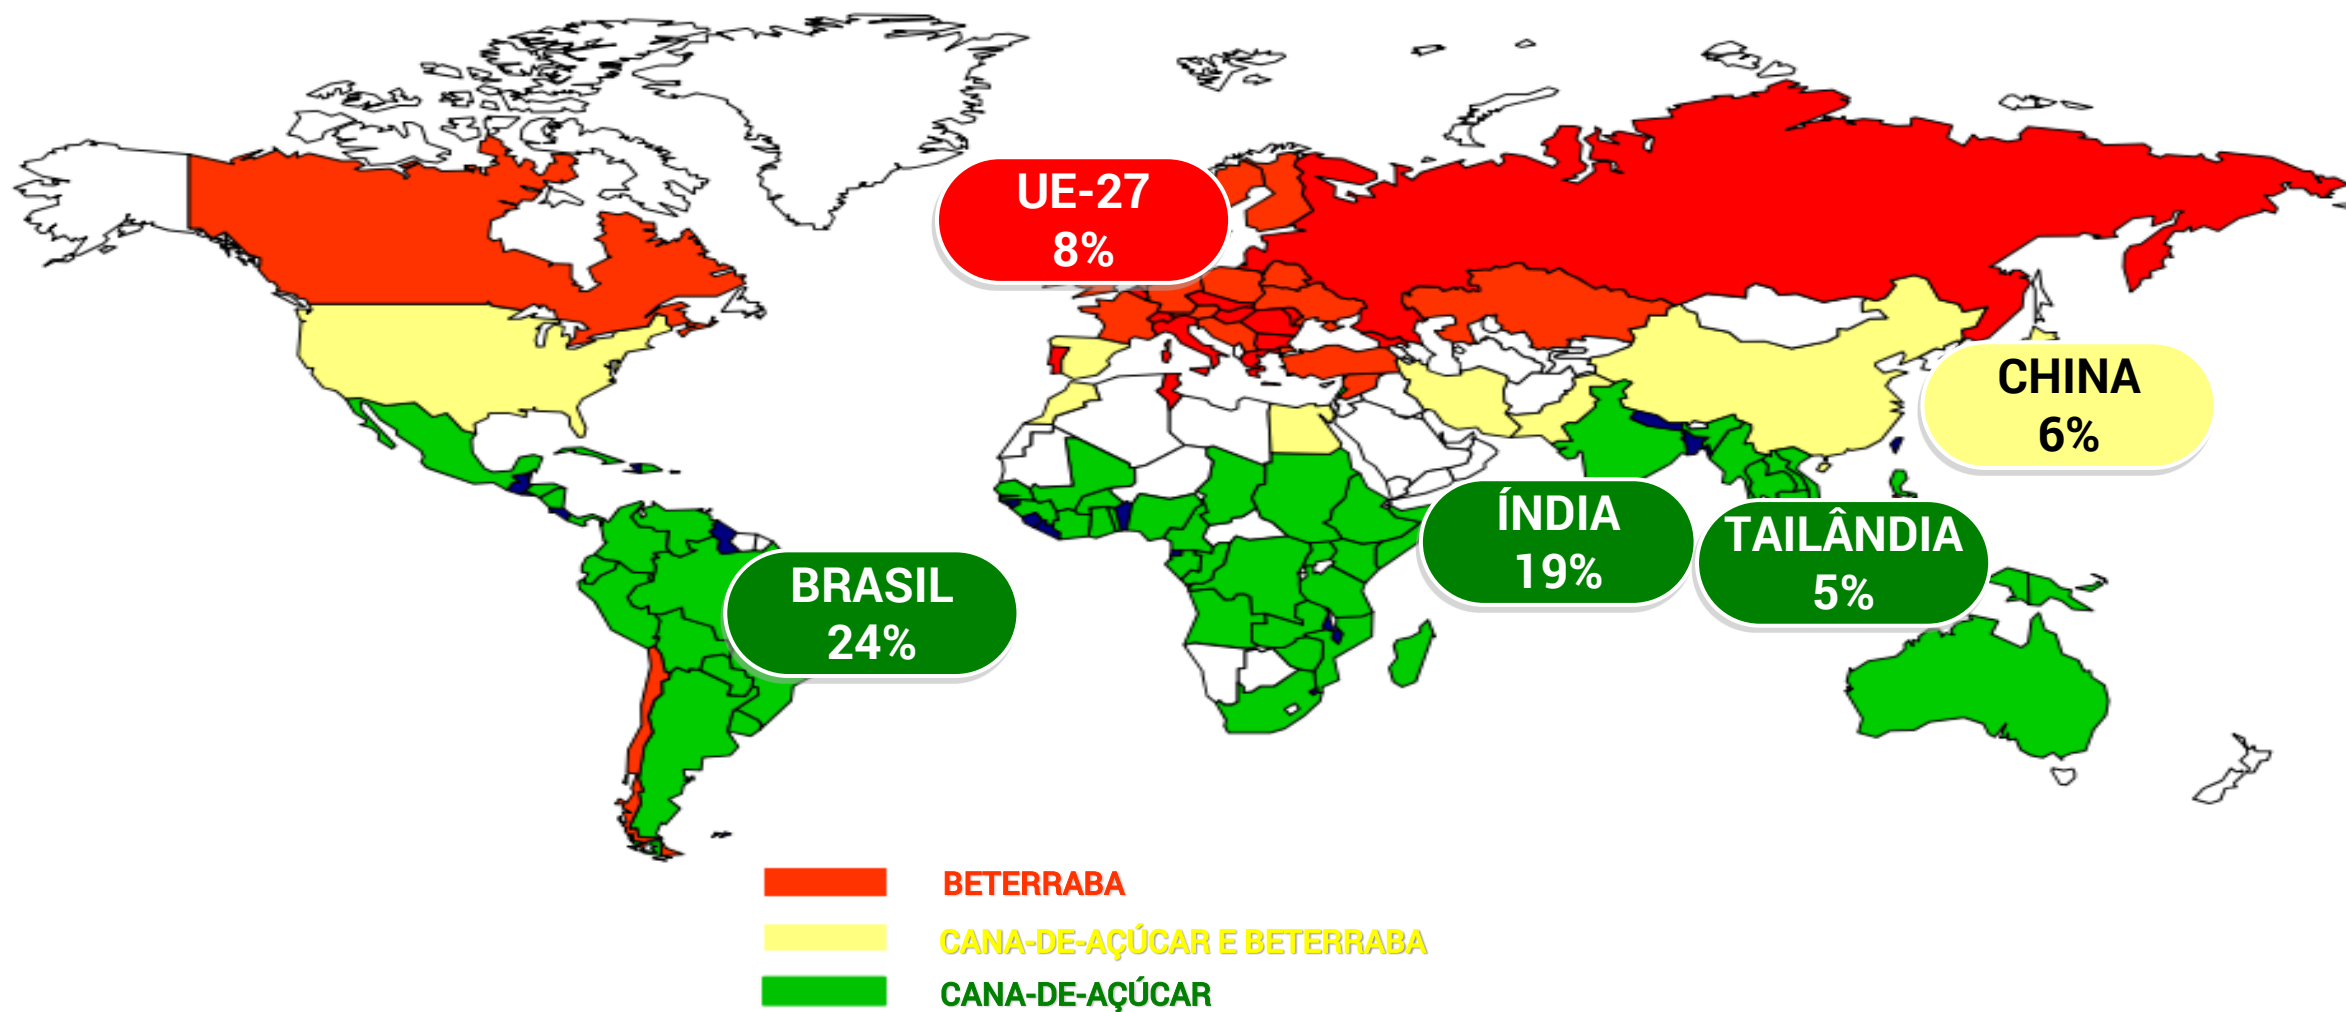 UE-27
8%
CHINA
6%
ÍNDIA
19%
TAILÂNDIA
5%
BRASIL
24%
BETERRABA
CANA-DE-AÇÚCAR E BETERRABA
CANA-DE-AÇÚCAR